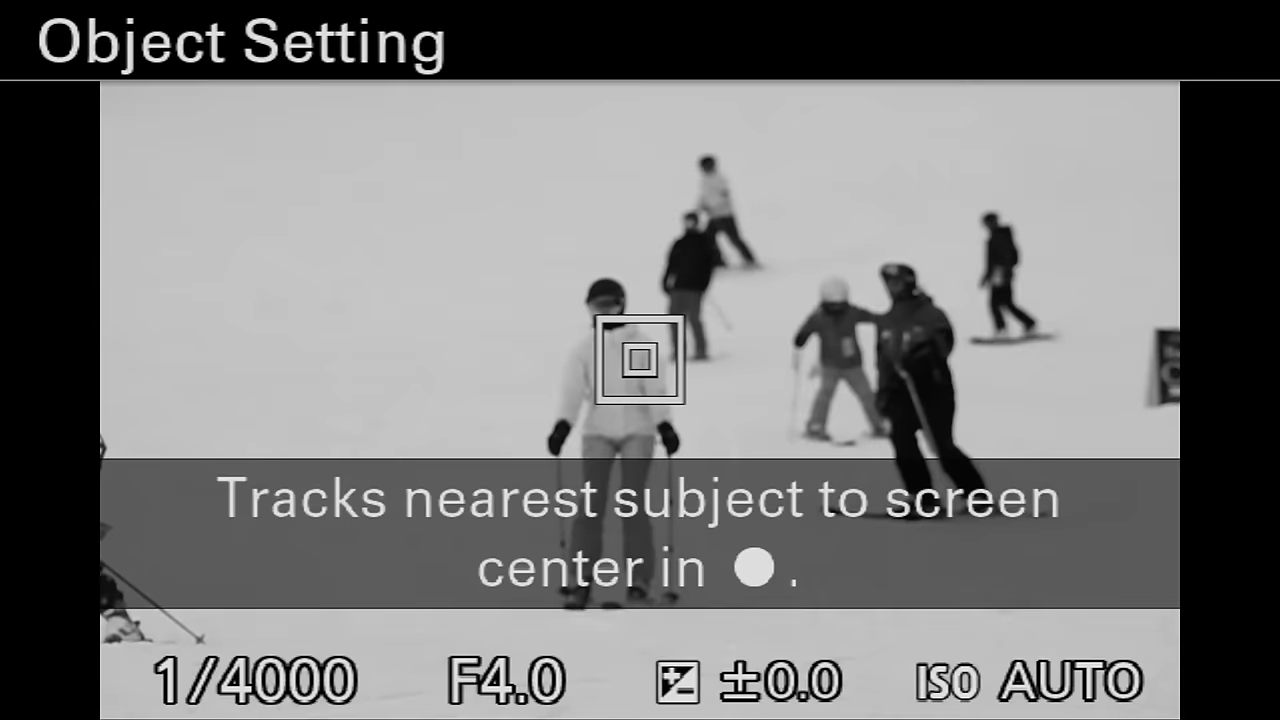 Object Setting
Tracks nearest subject to screen
center in ●.
1/4000 F4.0 ±0.0 ISO AUTO